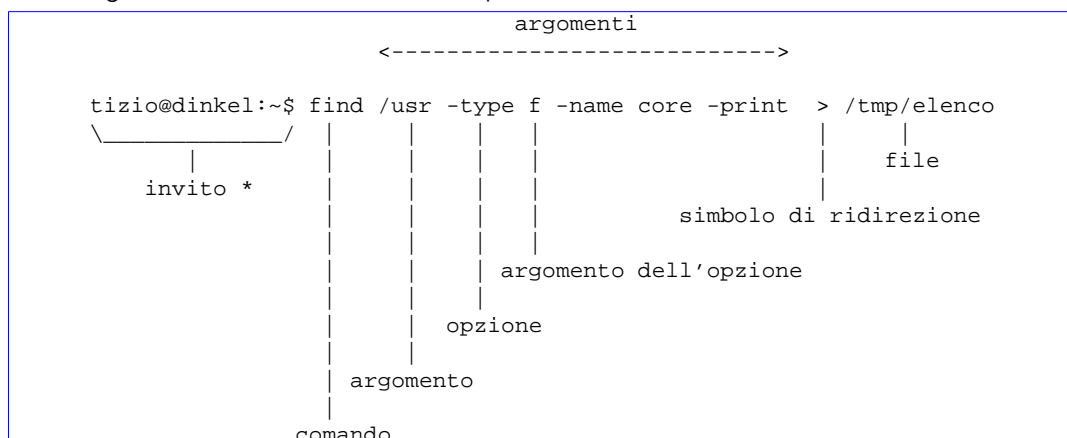 argomenti
<---------------------------->
tizio@dinkel:~$ find /usr -type f -name core -print > /tmp/elenco
\_____________/ | | | | | |
| | | | | | file
invito * | | | | |
| | | | simbolo di ridirezione
| | | |
| | | argomento dell'opzione
| | |
| | opzione
| |
| argomento
|
comando